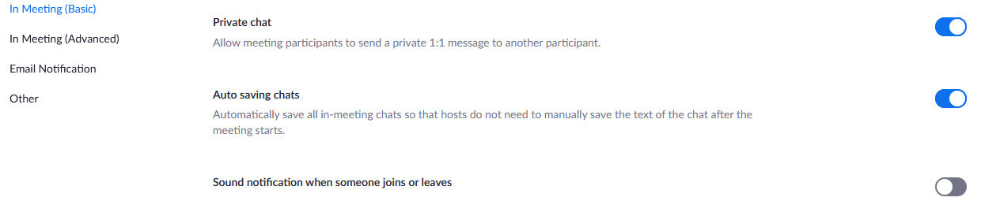 In Meeting (Basic)
In Meeting (Advanced)
Email Notification
Other
Private chat
Allow meeting participants to send a private 1:1 message to another participant.
Auto saving chats
Automatically save all in-meeting chats so that hosts do not need to manually save the text of the chat after the
meeting starts.
Sound notification when someone joins or leaves